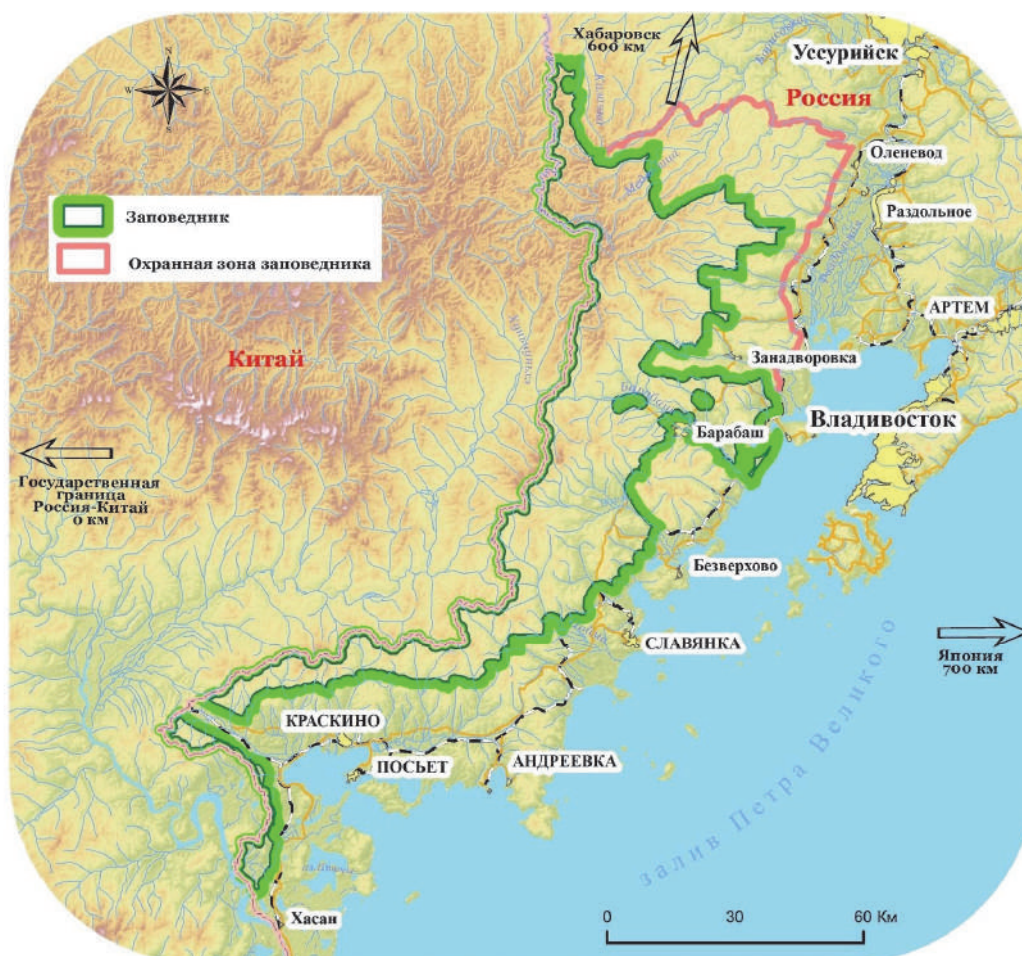 N
W
E
S
Хабаровск
600 км
Уссурийск
Россия
Оленевод
Раздольное
Заповедник
Охранная зона заповедника
АРТЕМ
Китай
Занадворовка
Владивосток
Барабаш
Государственная
граница
Россия-Китай
0 км
Безверхово
СЛАВЯНКА
Япония
700 км
КРАСКИНО
ПОСЬЕТ
АНДРЕЕВКА
залив Петра Великого
Хасан
0
30
60 Км